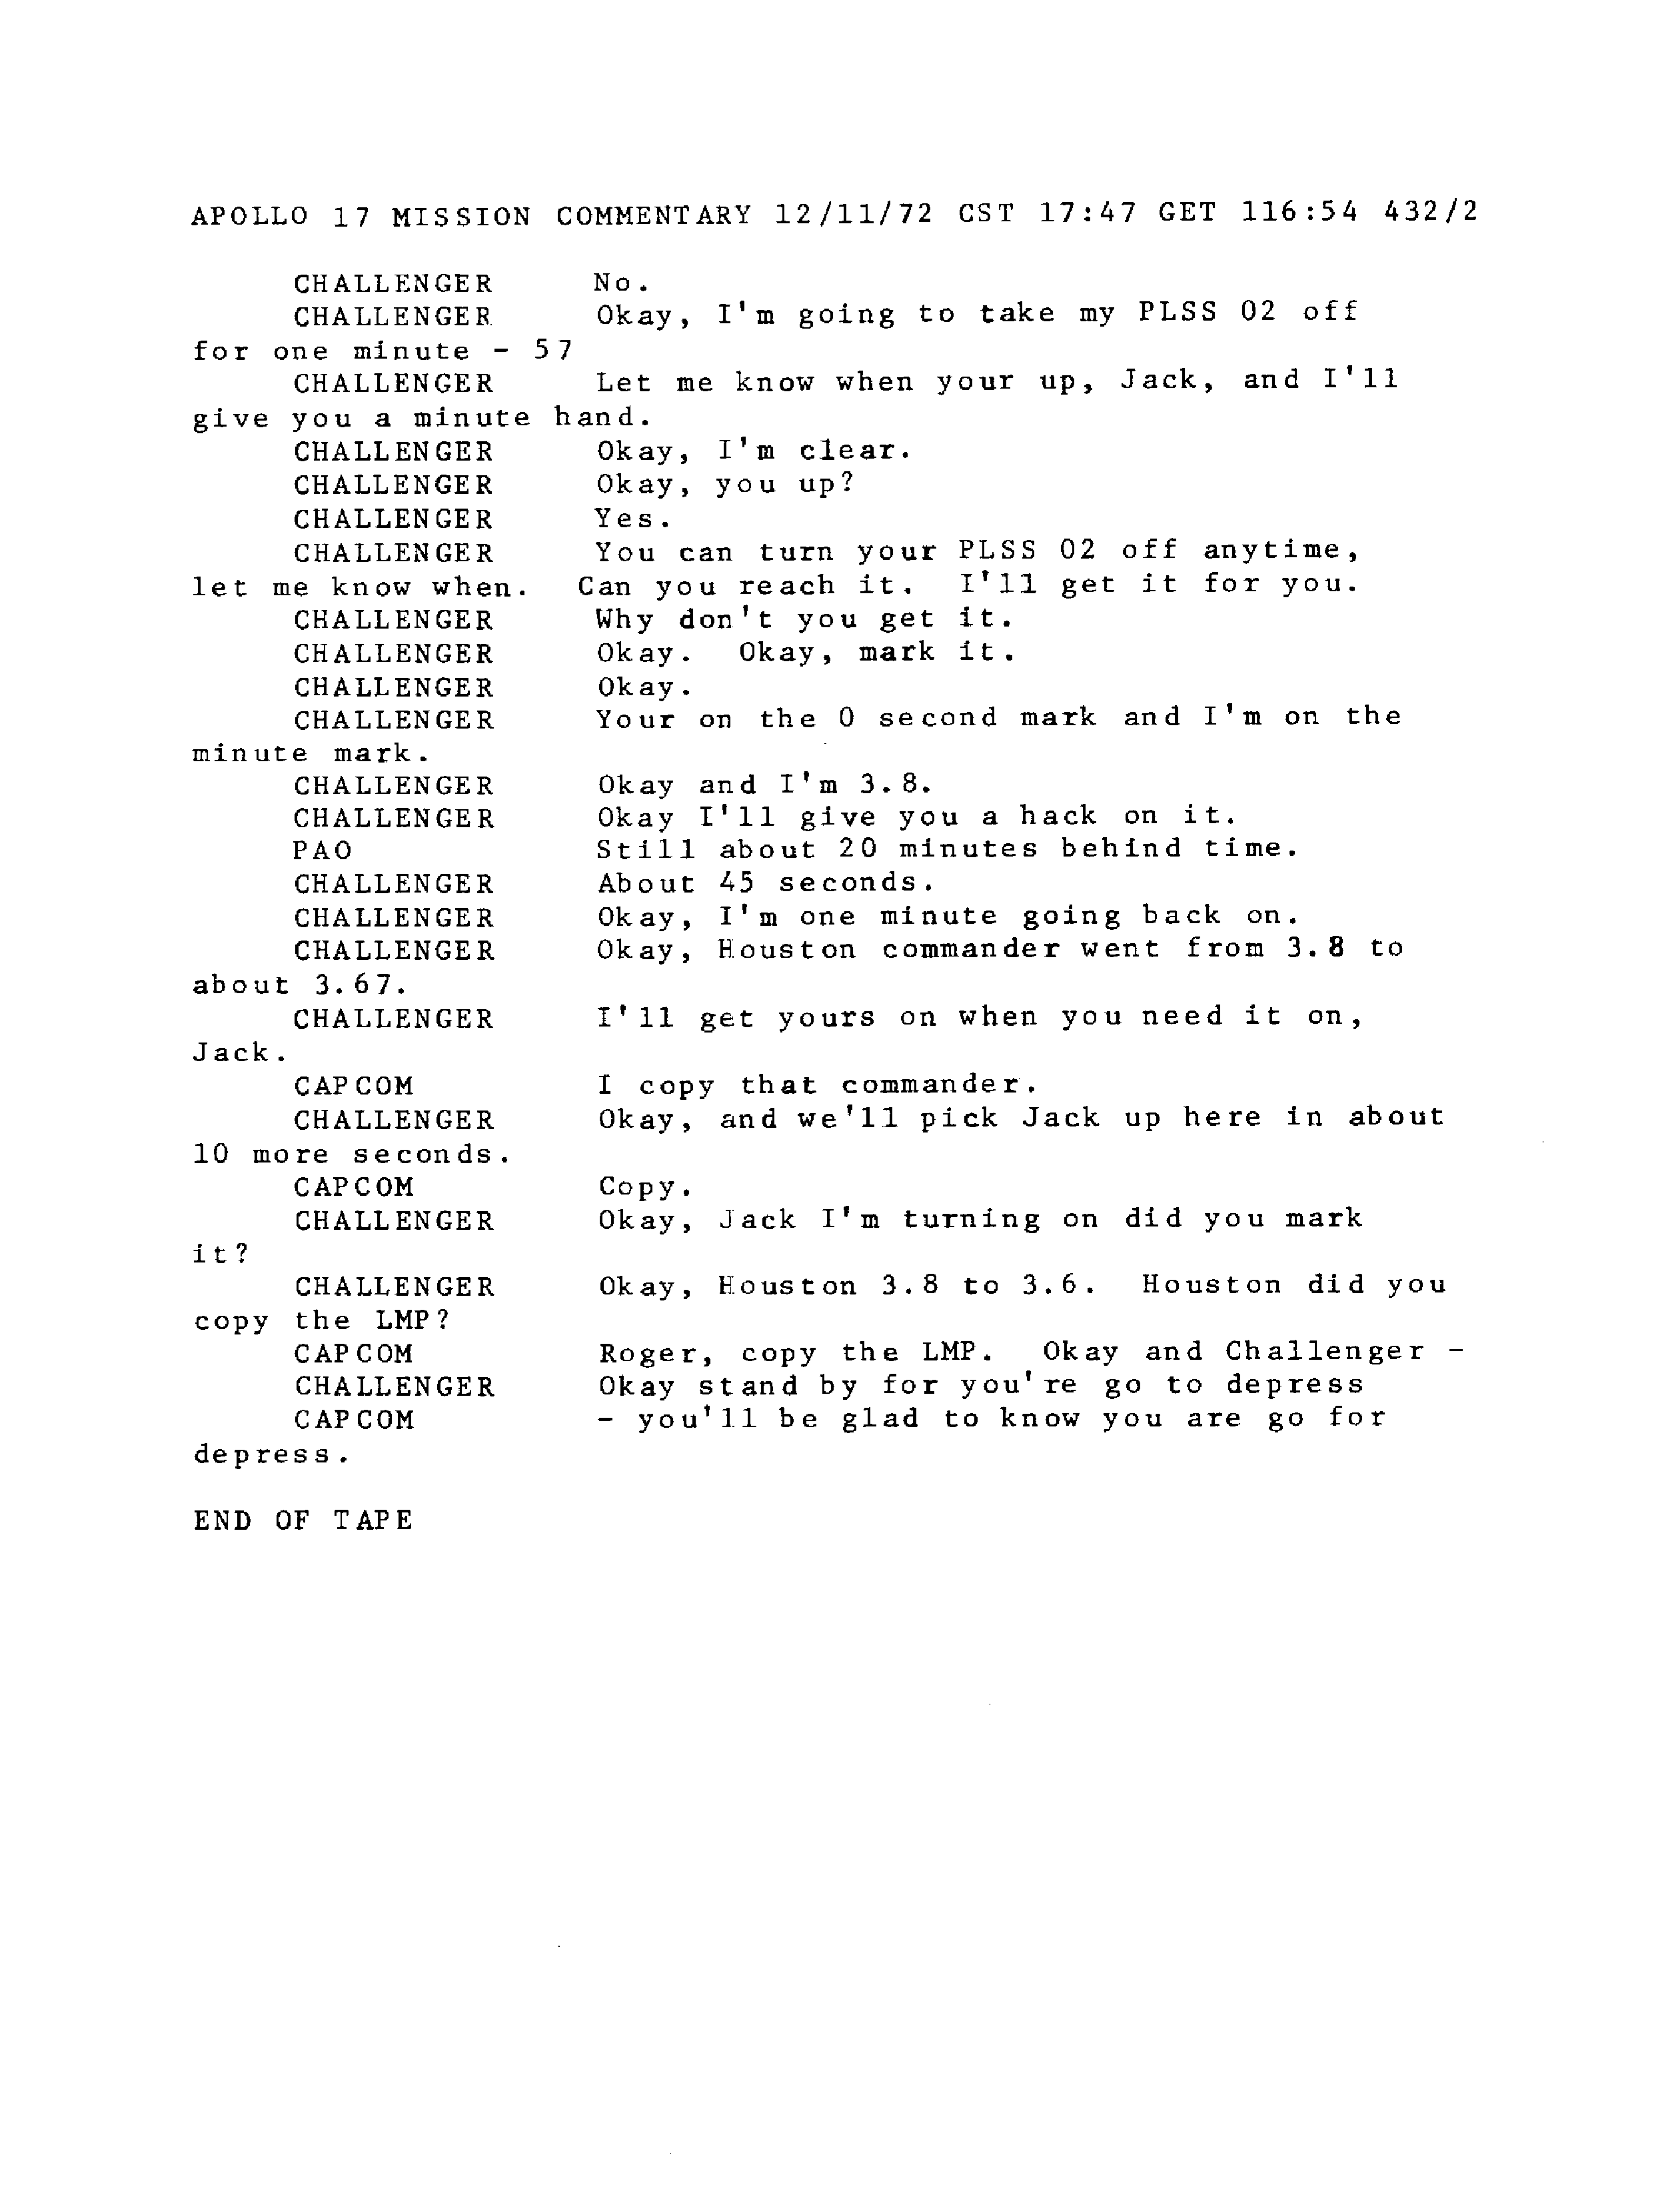 APOLLO 17 MISSION COMMENTARY 12/11/72 CST 17:47 GET 116:54 432/2
CHALLENGER No.
CHALLENGER Okay, I'm going to take my PLSS 02 off
for one minute - 57
CHALLENGER Let me know when your up, Jack, and I'll
give you a minute hand.
CHALLENGER Okay, I'm clear.
CHALLENGER Okay, you up?
CHALLENGER Yes.
CHALLENGER You can turn your PLSS 02 off anytime,
let me know when. Can you reach it. I'll get it for you.
CHALLENGER Why don't you get it.
CHALLENGER Okay. Okay, mark it.
CHALLENGER Okay.
CHALLENGER Your on the 0 second mark and I'm on the
minute mark.
CHALLENGER Okay and I'm 3.8.
CHALLENGER Okay I'll give you a hack on it.
PAO Still about 20 minutes behind time.
CHALLENGER About 45 seconds.
CHALLENGER Okay, I'm one minute going back on.
CHALLENGER Okay, Houston commander went from 3.8 to
about 3.67.
CHALLENGER I'll get yours on when you need it on,
Jack.
CAPCOM I copy that commander.
CHALLENGER Okay, and we'll pick Jack up here in about
10 more seconds.
CAPCOM Copy.
CHALLENGER Okay, Jack I'm turning on did you mark
it?
CHALLENGER Okay, Houston 3.8 to 3.6. Houston did you
copy the LMP?
CAPCOM Roger, copy the LMP. Okay and Challenger -
CHALLENGER Okay stand by for you're go to depress
CAPCOM - you'll be glad to know you are go for
depress.
END OF TAPE